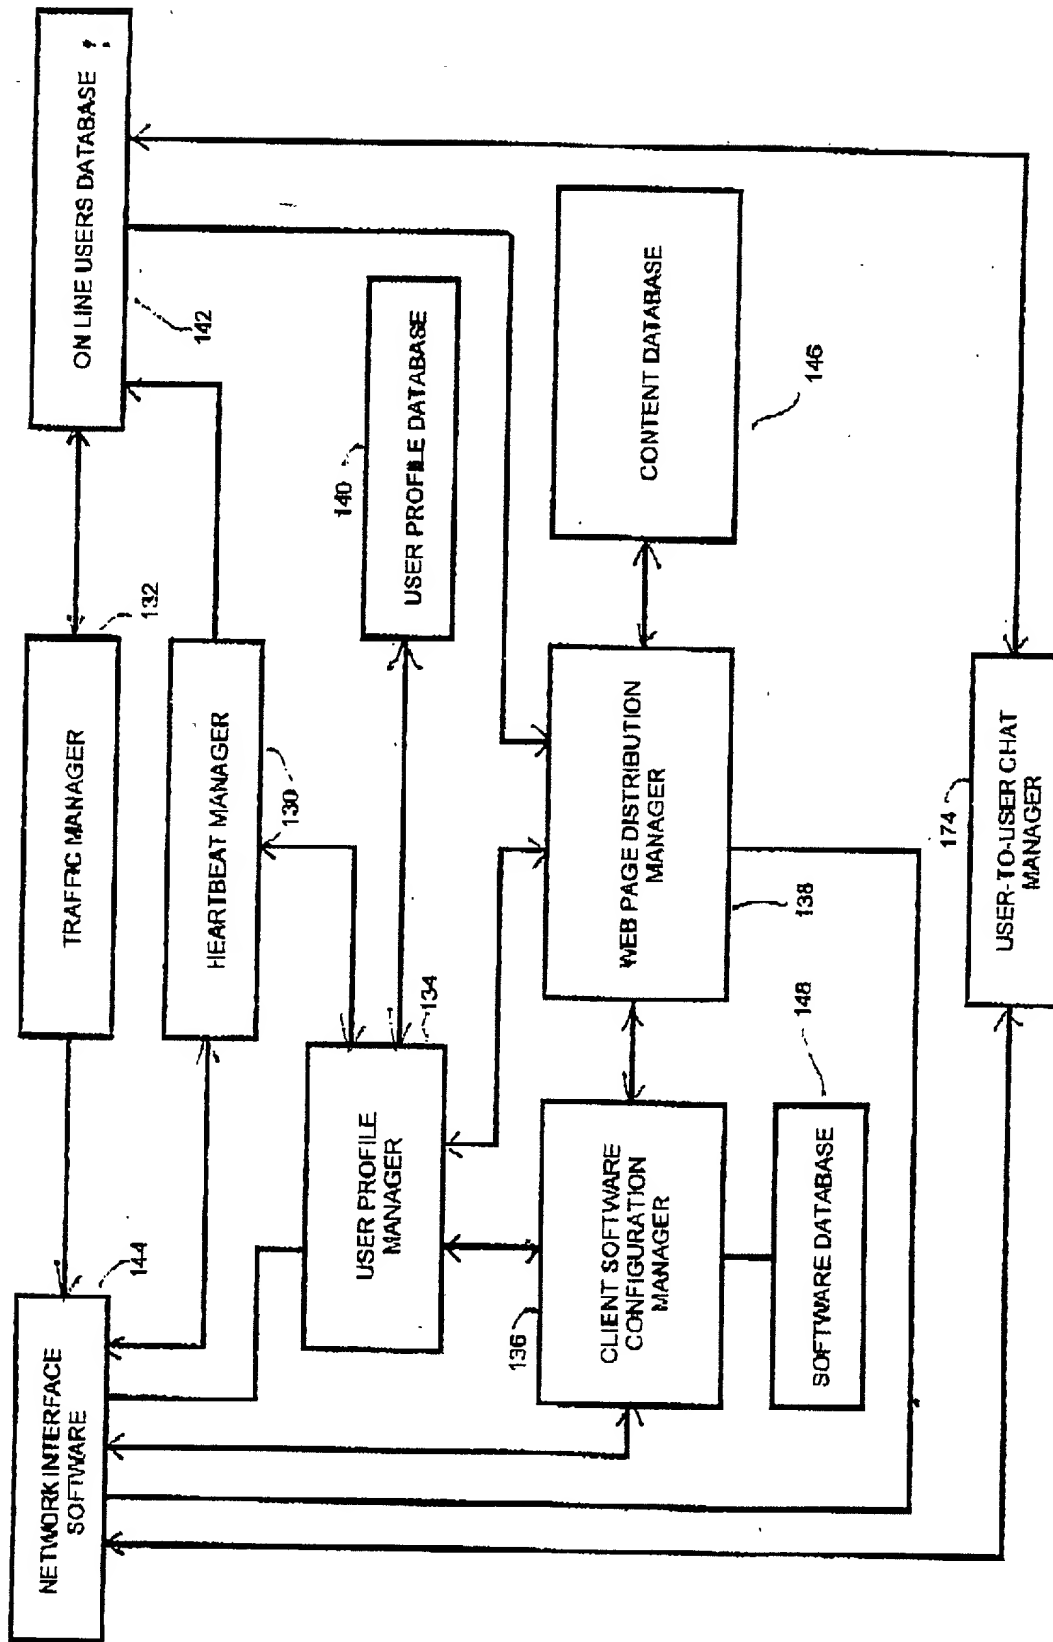 NETWORK INTERFACE
SOFTWARE
144
TRAFFIC MANAGER
132
ON LINE USERS DATABASE
142
HEARTBEAT MANAGER
130
USER PROFILE
MANAGER
134
140
USER PROFILE DATABASE
136
CLIENT SOFTWARE
CONFIGURATION
MANAGER
WEB PAGE DISTRIBUTION
MANAGER
138
CONTENT DATABASE
146
148
SOFTWARE DATABASE
174
USER-TO-USER CHAT
MANAGER